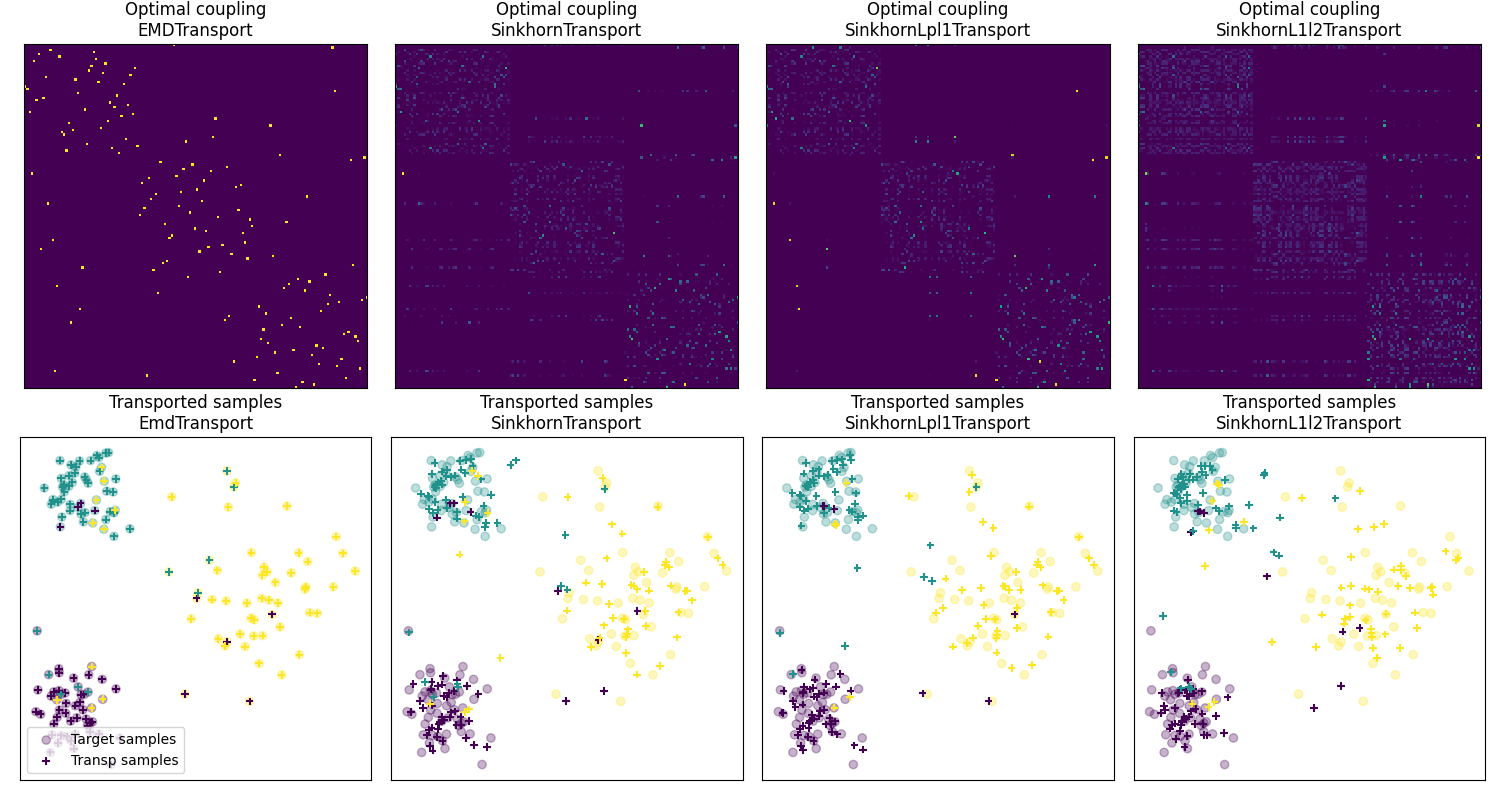 Optimal coupling
EMDTransport
Optimal coupling
SinkhornTransport
Optimal coupling
SinkhornLpl1Transport
Optimal coupling
SinkhornL1l2Transport
Transported samples
EmdTransport
Transported samples
SinkhornTransport
Transported samples
SinkhornLpl1Transport
Transported samples
SinkhornL1l2Transport
Target samples
Transp samples